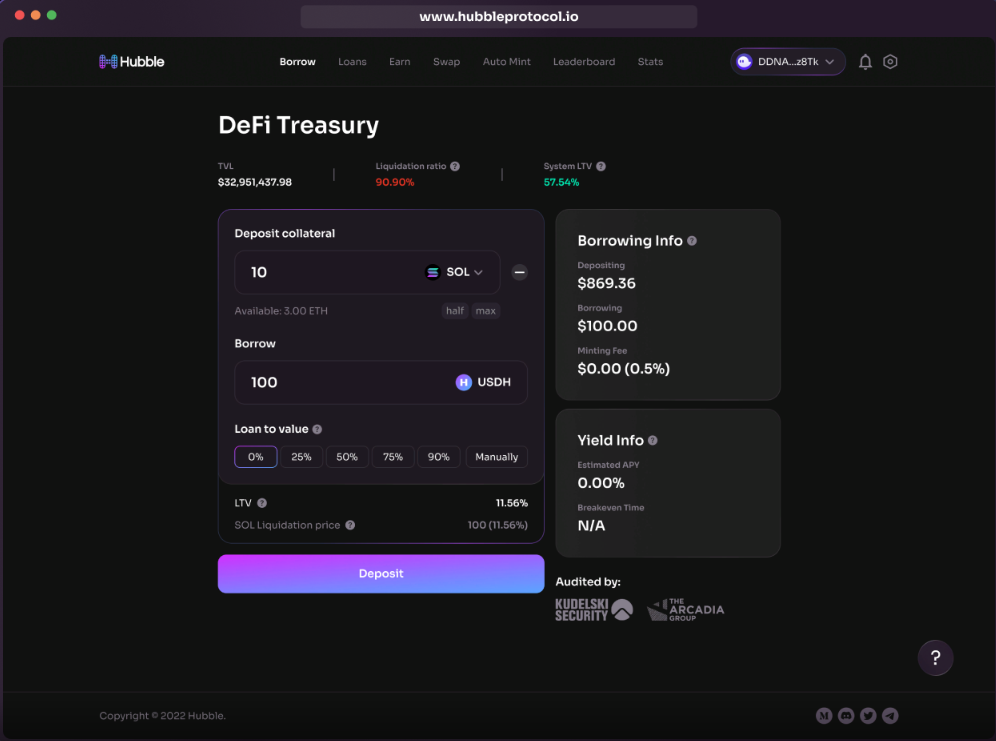 www.hubbleprotocol.io
Hubble
Borrow Loans Earn Swap Auto Mint Leaderboard Stats
DDNA...z8Tk
DeFi Treasury
TVL Liquidation ratio ? System LTV ?
$32,951,437.98 90.90% 57.54%
Deposit collateral
10 SOL
Available: 3.00 ETH half max
Borrow
100 H USDH
Loan to value ?
0% 25% 50% 75% 90% Manually
LTV ? 11.56%
SOL Liquidation price ? 100 (11.56%)
Deposit
Borrowing Info ?
Depositing
$869.36
Borrowing
$100.00
Minting Fee
$0.00 (0.5%)
Yield Info ?
Estimated APY
0.00%
Breakeven Time
N/A
Audited by:
KUDELSKI
SECURITY
THE
ARCADIA
GROUP
?
Copyright © 2022 Hubble.
M